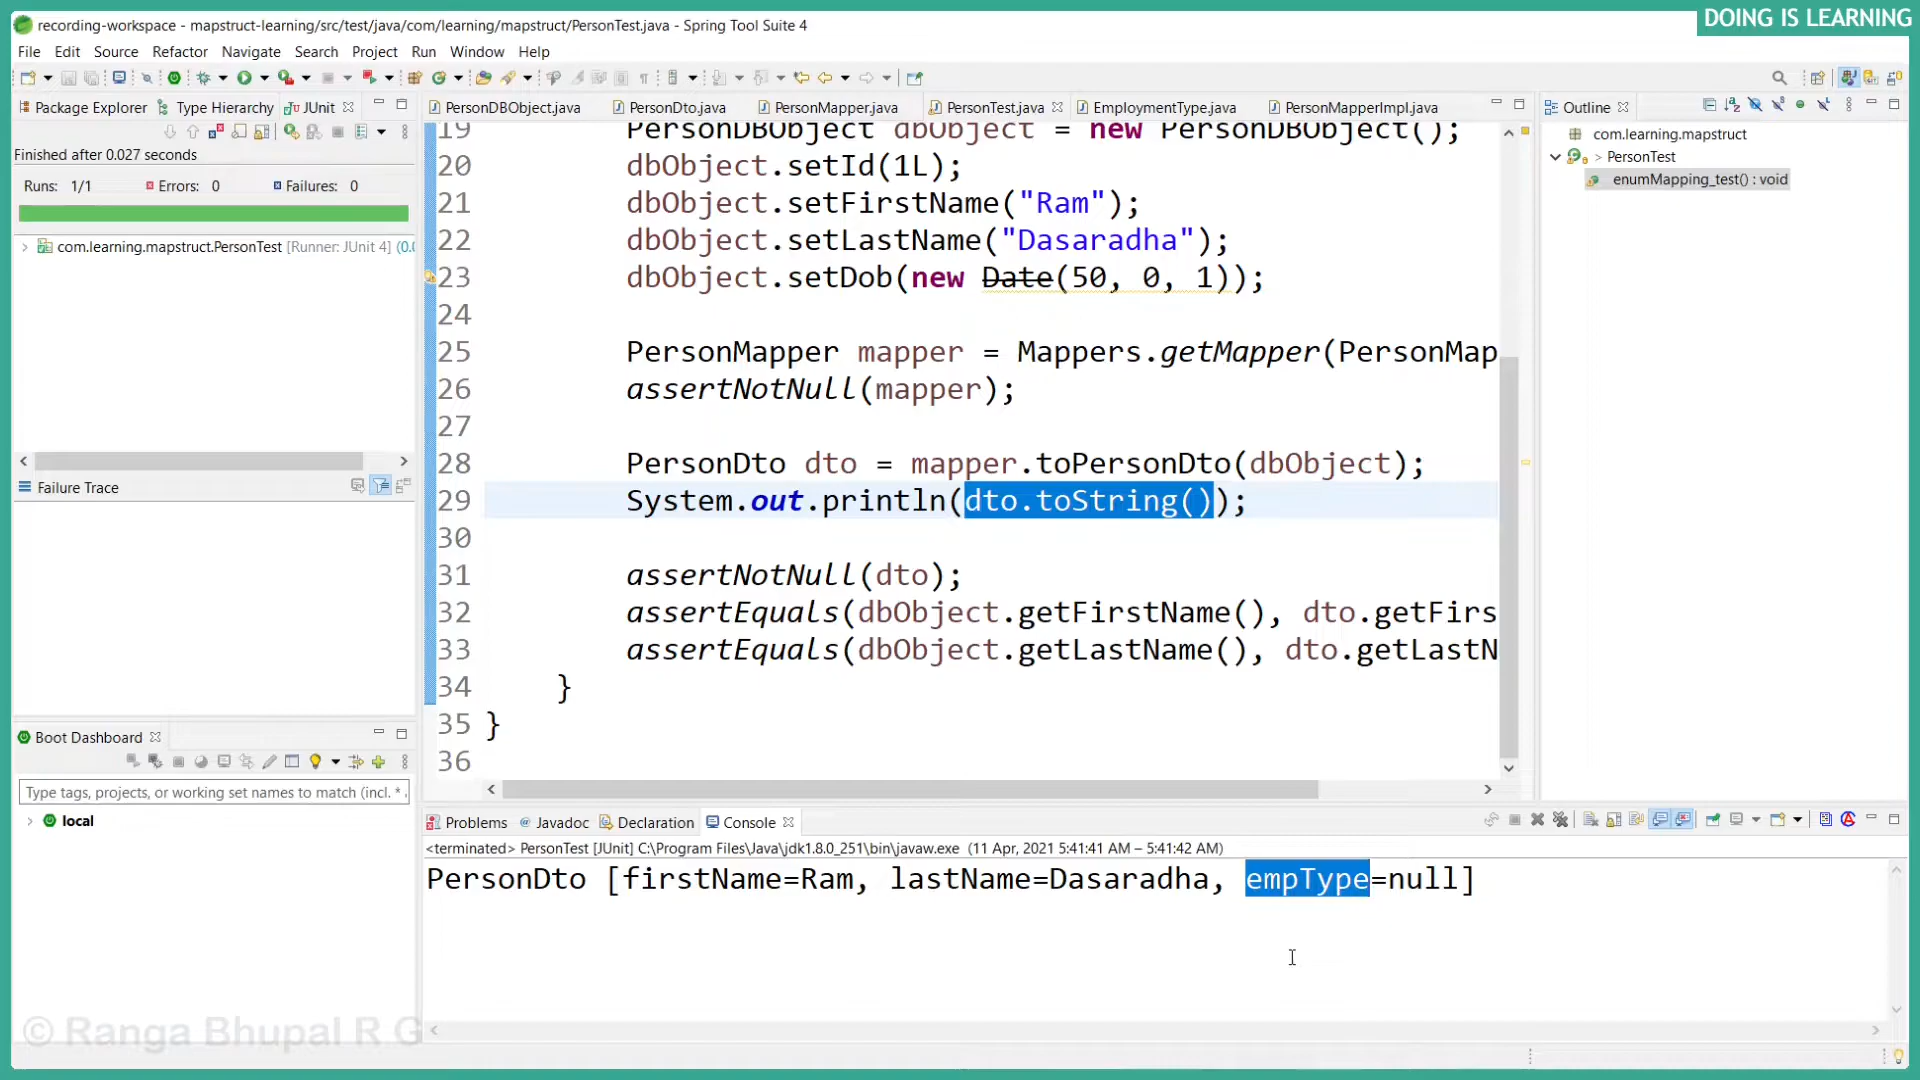 DOING IS LEARNING
recording-workspace - mapstruct-learning/src/test/java/com/learning/mapstruct/PersonTest.java - Spring Tool Suite 4
File Edit Source Refactor Navigate Search Project Run Window Help
Package Explorer Type Hierarchy JUnit
Finished after 0.027 seconds
Runs: 1/1 Errors: 0 Failures: 0
com.learning.mapstruct.PersonTest [Runner: JUnit 4] (0.0
Failure Trace
Boot Dashboard
Type tags, projects, or working set names to match (incl. *
local
PersonDBObject.java PersonDto.java PersonMapper.java PersonTest.java EmploymentType.java PersonMapperImpl.java
19 PersonDBObject dbObject = new PersonDBObject();
20 dbObject.setId(1L);
21 dbObject.setFirstName("Ram");
22 dbObject.setLastName("Dasaradha");
23 dbObject.setDob(new Date(50, 0, 1));
24
25 PersonMapper mapper = Mappers.getMapper(PersonMap
26 assertNotNull(mapper);
27
28 PersonDto dto = mapper.toPersonDto(dbObject);
29 System.out.println(dto.toString());
30
31 assertNotNull(dto);
32 assertEquals(dbObject.getFirstName(), dto.getFirs
33 assertEquals(dbObject.getLastName(), dto.getLastN
34 }
35 }
36
Outline
com.learning.mapstruct
PersonTest
enumMapping_test() : void
Problems Javadoc Declaration Console
<terminated> PersonTest [JUnit] C:\Program Files\Java\jdk1.8.0_251\bin\javaw.exe (11 Apr, 2021 5:41:41 AM – 5:41:42 AM)
PersonDto [firstName=Ram, lastName=Dasaradha, empType=null]
© Ranga Bhupal R.G